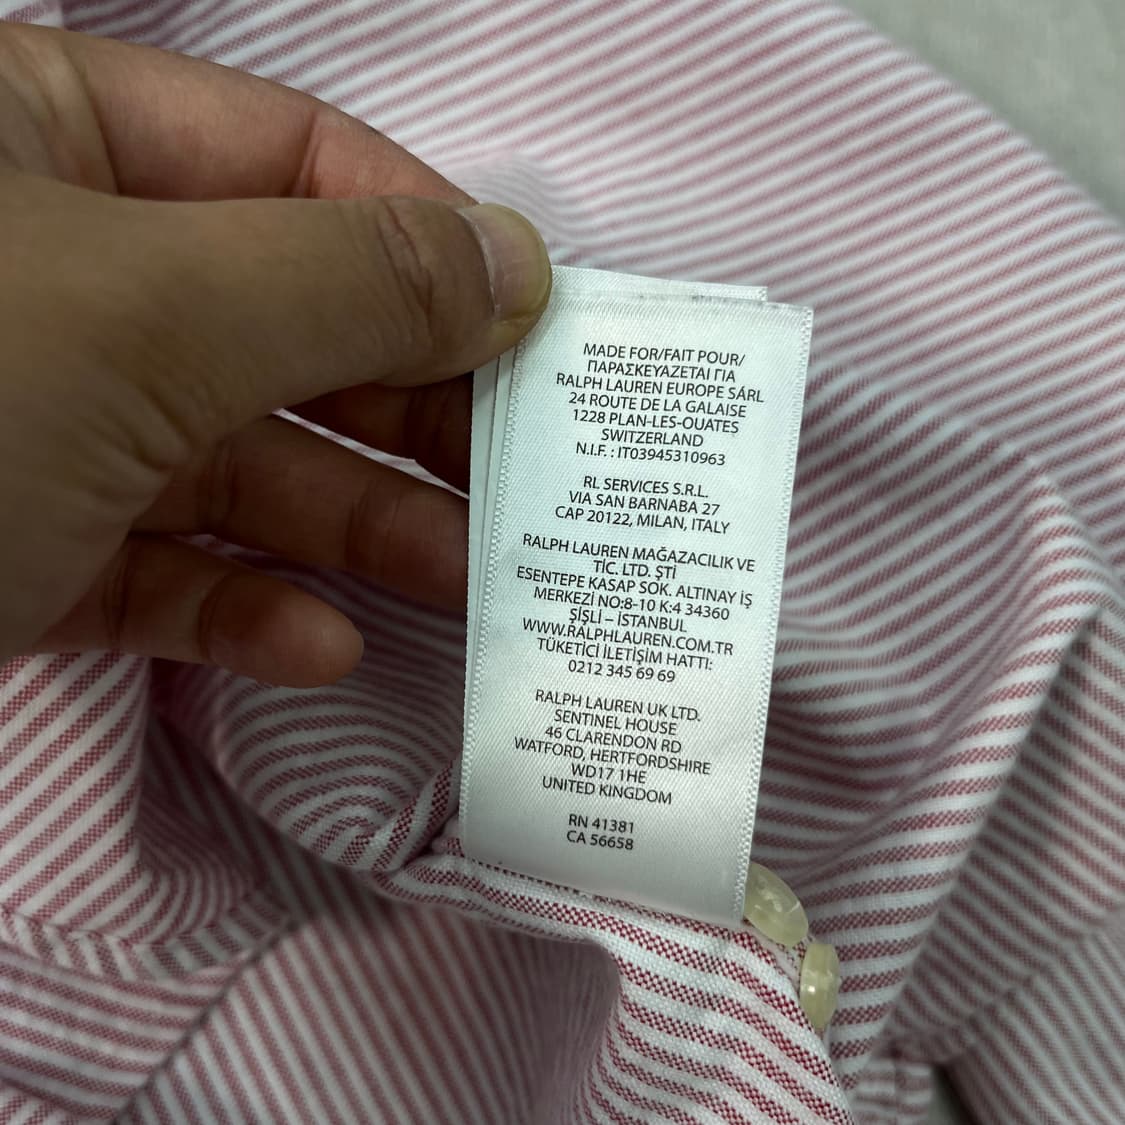 MADE FOR/FAIT POUR/
ΠΑΡΑΣΚΕΥΑΖΕΤΑΙ ΓΙΑ
RALPH LAUREN EUROPE SÁRL
24 ROUTE DE LA GALAISE
1228 PLAN-LES-OUATES
SWITZERLAND
N.I.F. : IT03945310963
RL SERVICES S.R.L.
VIA SAN BARNABA 27
CAP 20122, MILAN, ITALY
RALPH LAUREN MAĞAZACILIK VE
TİC. LTD. ŞTİ
ESENTEPE KASAP SOK. ALTINAY İŞ
MERKEZİ NO:8-10 K:4 34360
ŞİŞLİ – İSTANBUL
WWW.RALPHLAUREN.COM.TR
TÜKETİCİ İLETİŞİM HATTI:
0212 345 69 69
RALPH LAUREN UK LTD.
SENTINEL HOUSE
46 CLARENDON RD
WATFORD, HERTFORDSHIRE
WD17 1HE
UNITED KINGDOM
RN 41381
CA 56658